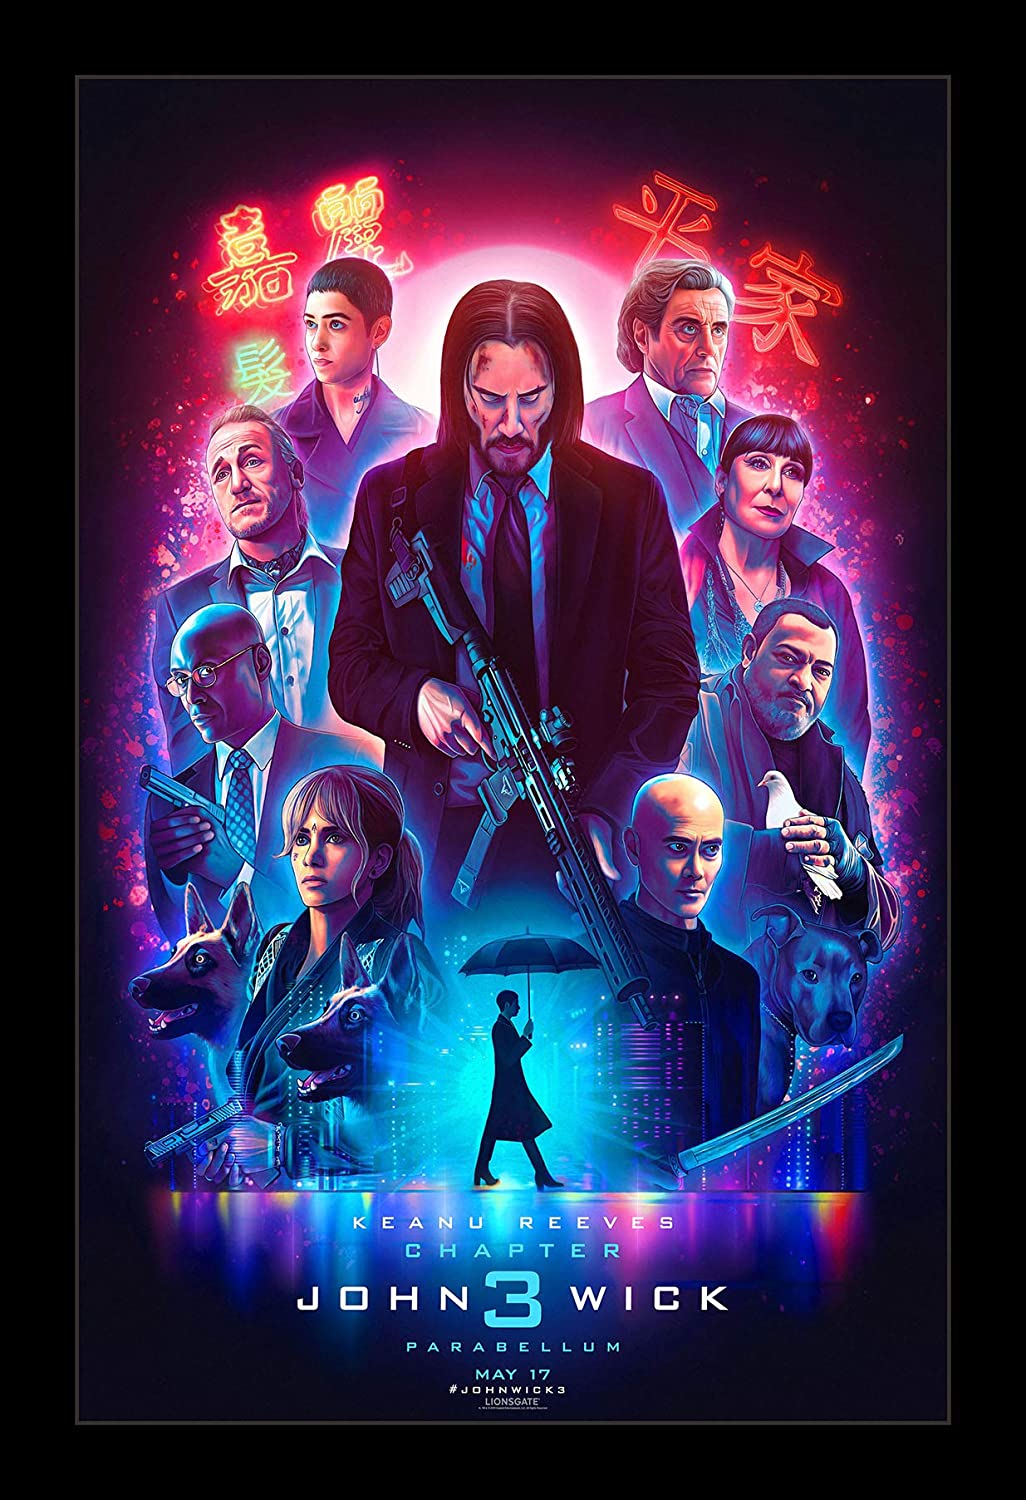 嘉麗
髮
平家
KEANU REEVES
CHAPTER
JOHN 3 WICK
PARABELLUM
MAY 17
#JOHNWICK3
LIONSGATE